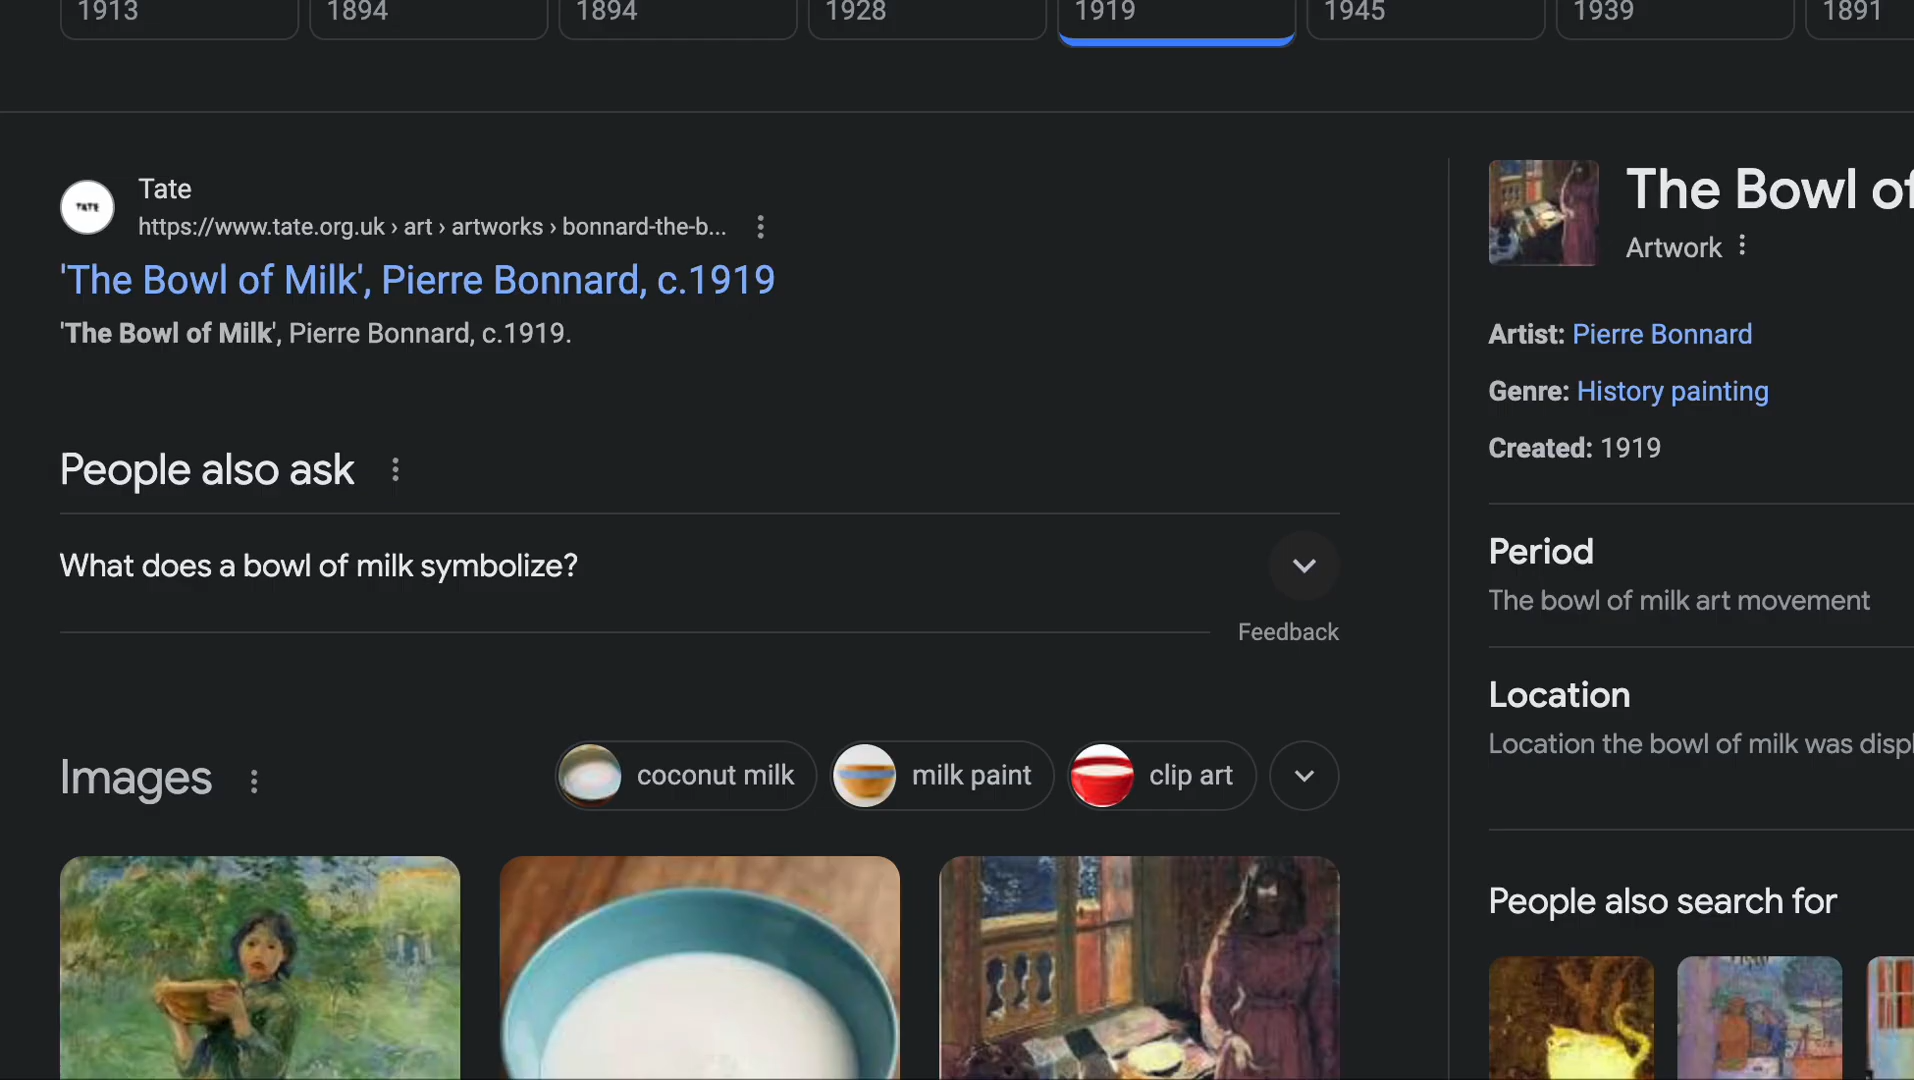 1913
1894
1894
1928
1919
1945
1939
1891
TATE
Tate
https://www.tate.org.uk › art › artworks › bonnard-the-b...
'The Bowl of Milk', Pierre Bonnard, c.1919
'The Bowl of Milk', Pierre Bonnard, c.1919.
People also ask
What does a bowl of milk symbolize?
Feedback
Images
coconut milk
milk paint
clip art
The Bowl of
Artwork
Artist: Pierre Bonnard
Genre: History painting
Created: 1919
Period
The bowl of milk art movement
Location
Location the bowl of milk was disp
People also search for